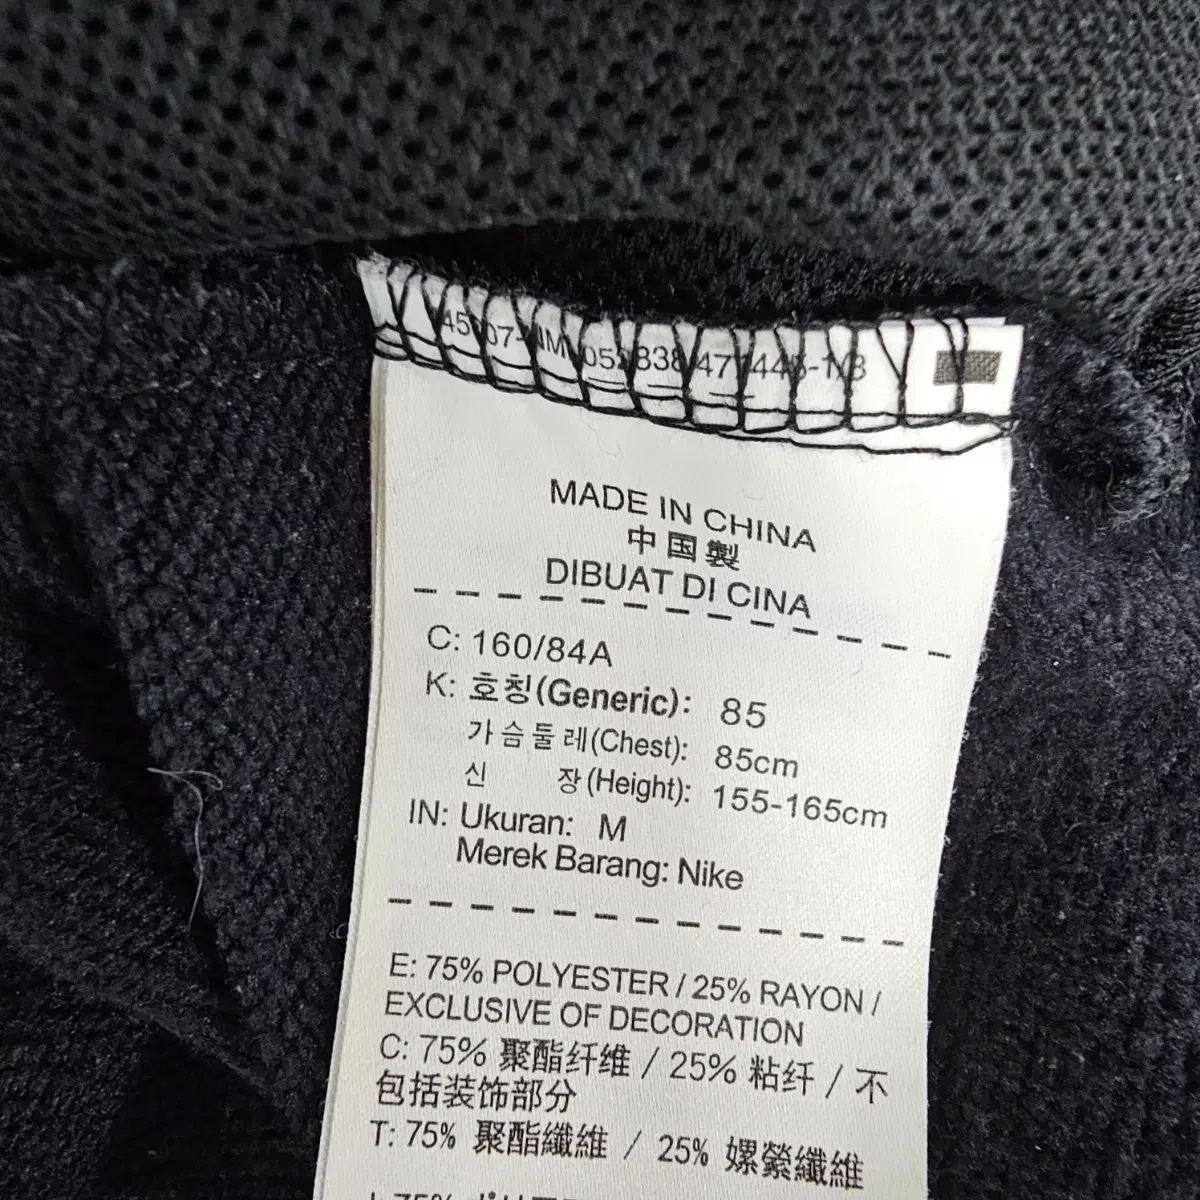 MADE IN CHINA
中国製
DIBUAT DI CINA
C: 160/84A
K: 호칭(Generic): 85
가슴둘레(Chest): 85cm
신 장(Height): 155-165cm
IN: Ukuran: M
Merek Barang: Nike
E: 75% POLYESTER / 25% RAYON /
EXCLUSIVE OF DECORATION
C: 75% 聚酯纤维 / 25% 粘纤 / 不
包括装饰部分
T: 75% 聚酯纖維 / 25% 嫘縈纖維